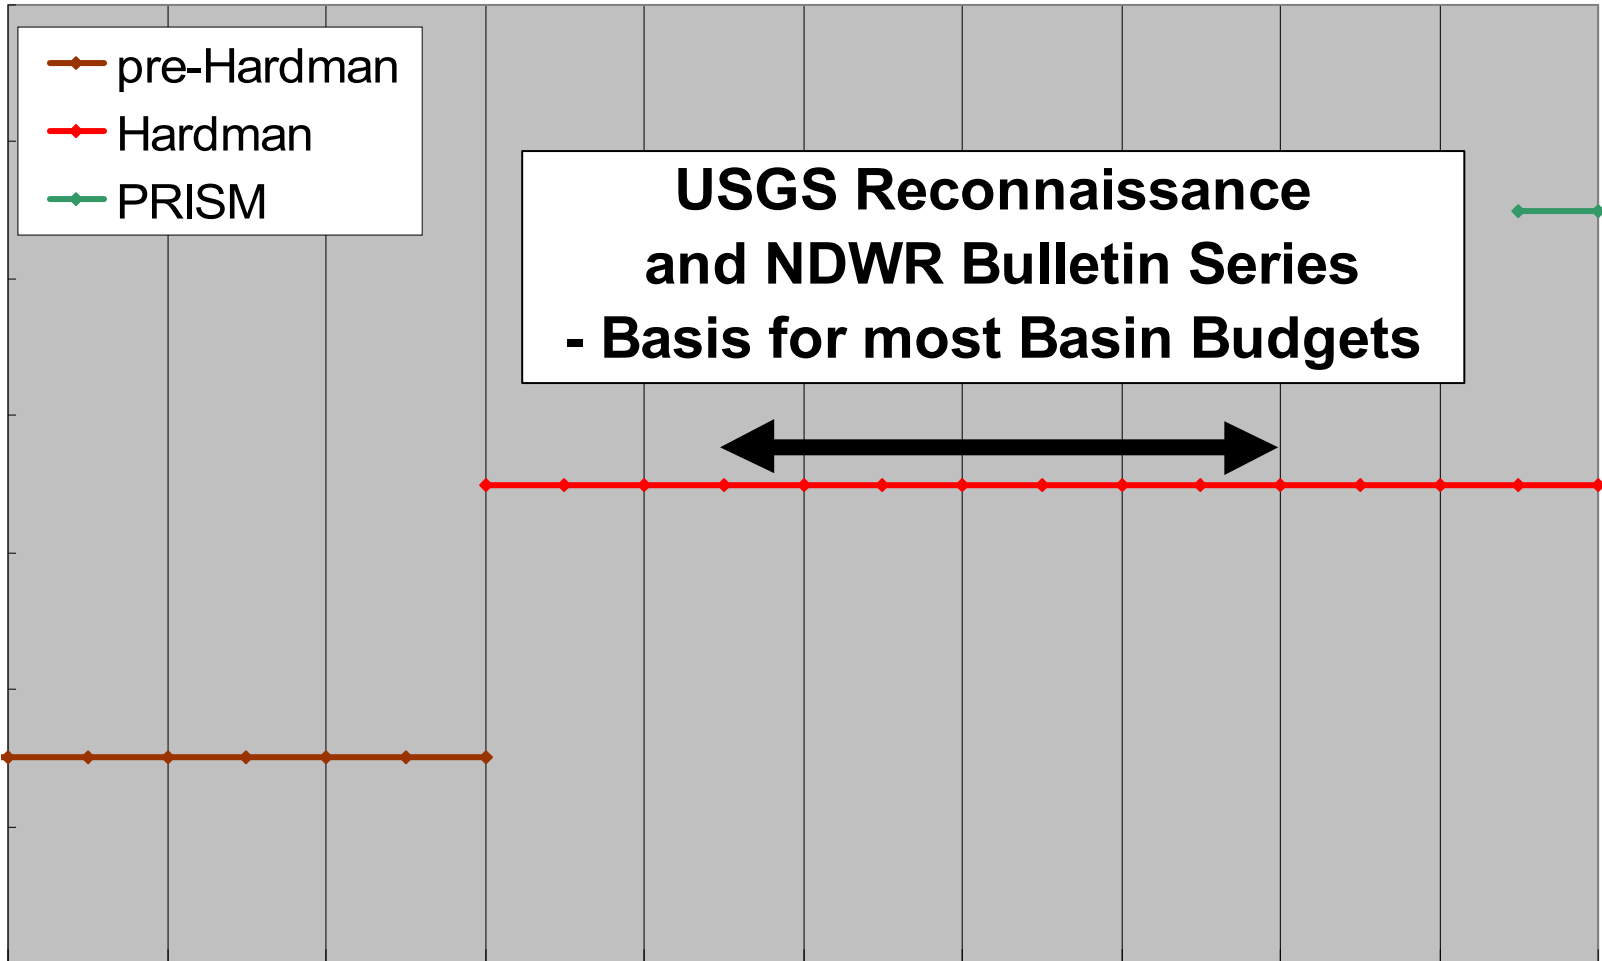 pre-Hardman
Hardman
PRISM
USGS Reconnaissance
and NDWR Bulletin Series
- Basis for most Basin Budgets